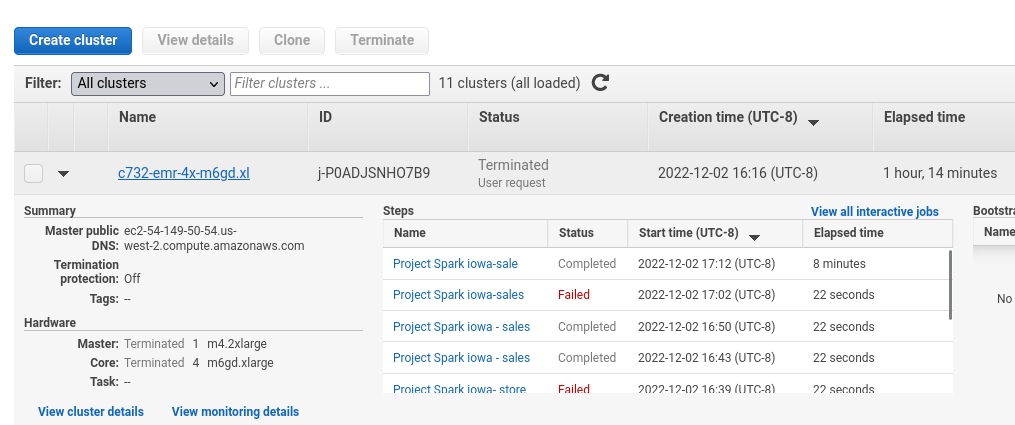 Create cluster View details Clone Terminate
Filter: All clusters Filter clusters ... 11 clusters (all loaded)
Name ID Status Creation time (UTC-8) Elapsed time
c732-emr-4x-m6gd.xl j-P0ADJSNHO7B9 Terminated 2022-12-02 16:16 (UTC-8) 1 hour, 14 minutes
User request
Summary
Master public DNS: ec2-54-149-50-54.us-
west-2.compute.amazonaws.com
Termination protection: Off
Tags: --
Hardware
Master: Terminated 1 m4.2xlarge
Core: Terminated 4 m6gd.xlarge
Task: --
View cluster details View monitoring details
Steps View all interactive jobs
Name Status Start time (UTC-8) Elapsed time
Project Spark iowa-sale Completed 2022-12-02 17:12 (UTC-8) 8 minutes
Project Spark iowa-sales Failed 2022-12-02 17:02 (UTC-8) 22 seconds
Project Spark iowa - sales Completed 2022-12-02 16:50 (UTC-8) 22 seconds
Project Spark iowa - sales Completed 2022-12-02 16:43 (UTC-8) 22 seconds
Project Spark iowa- store Failed 2022-12-02 16:39 (UTC-8) 22 seconds
Bootstra
Name
No